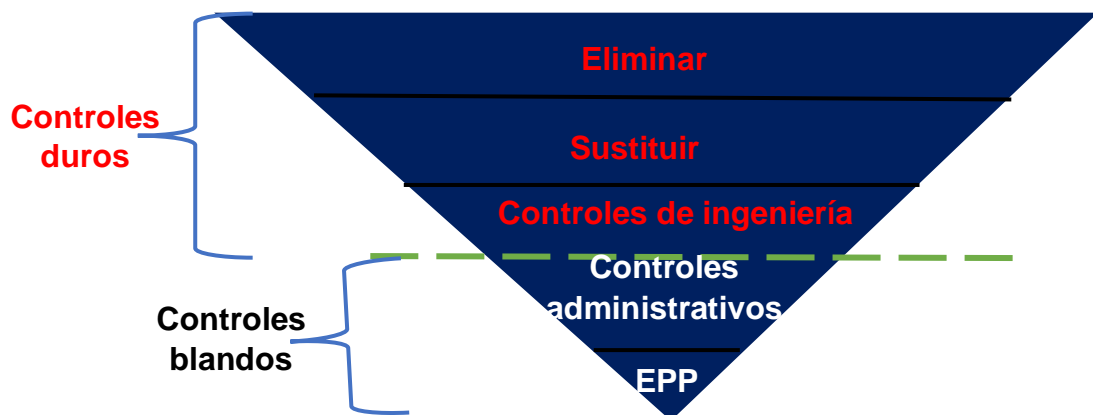 Eliminar
Controles
duros
Sustituir
Controles de ingeniería
Controles
administrativos
Controles
blandos
EPP